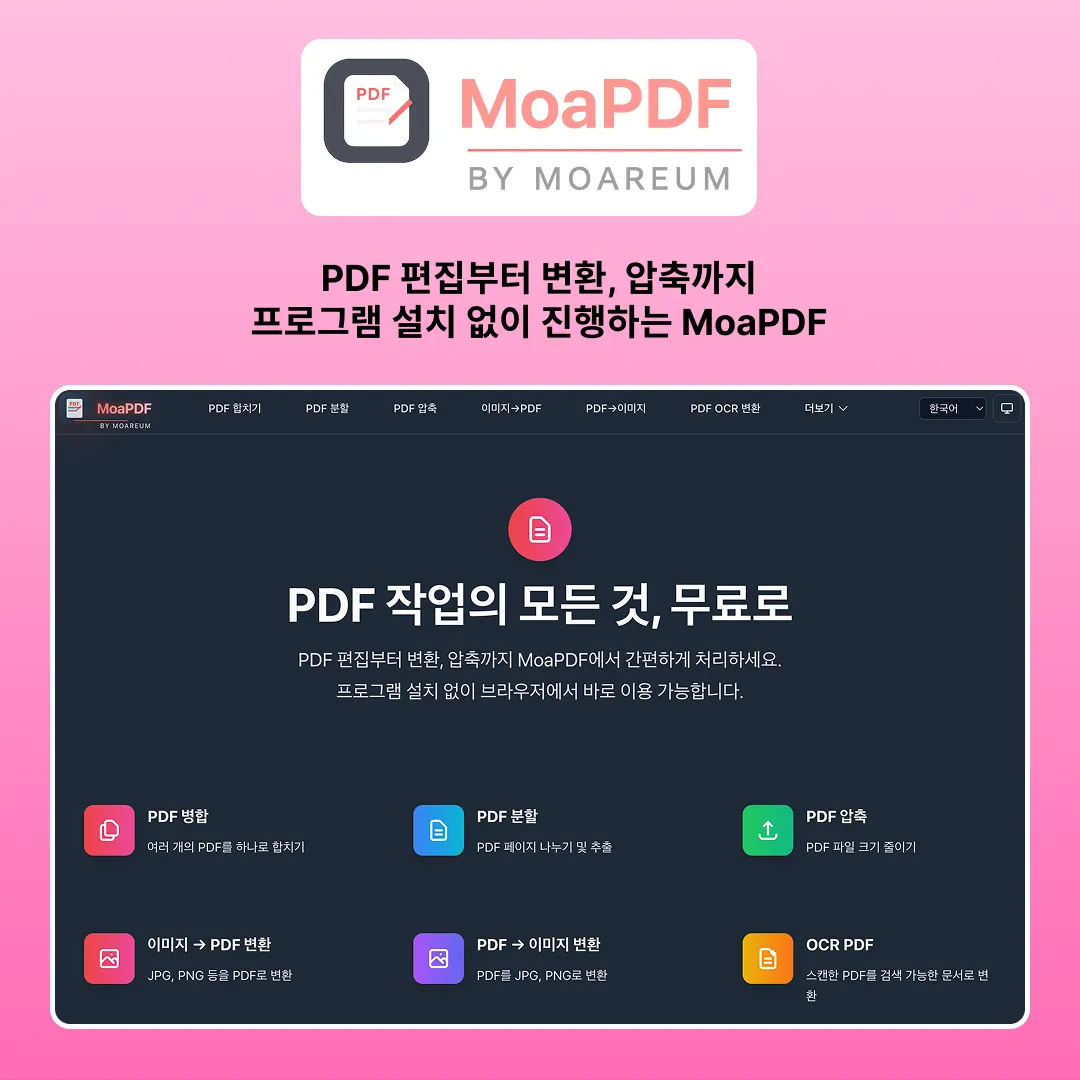 PDF
MoaPDF
BY MOAREUM
PDF 편집부터 변환, 압축까지
프로그램 설치 없이 진행하는 MoaPDF
PDF
MoaPDF
BY MOAREUM
PDF 합치기
PDF 분할
PDF 압축
이미지→PDF
PDF→이미지
PDF OCR 변환
더보기
한국어
PDF 작업의 모든 것, 무료로
PDF 편집부터 변환, 압축까지 MoaPDF에서 간편하게 처리하세요.
프로그램 설치 없이 브라우저에서 바로 이용 가능합니다.
PDF 병합
여러 개의 PDF를 하나로 합치기
PDF 분할
PDF 페이지 나누기 및 추출
PDF 압축
PDF 파일 크기 줄이기
이미지 → PDF 변환
JPG, PNG 등을 PDF로 변환
PDF → 이미지 변환
PDF를 JPG, PNG로 변환
OCR PDF
스캔한 PDF를 검색 가능한 문서로 변
환